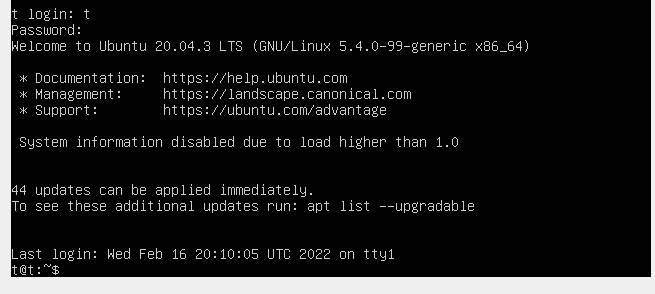 t login: t
Password:
Welcome to Ubuntu 20.04.3 LTS (GNU/Linux 5.4.0-99-generic x86_64)
* Documentation: https://help.ubuntu.com
* Management: https://landscape.canonical.com
* Support: https://ubuntu.com/advantage
System information disabled due to load higher than 1.0
44 updates can be applied immediately.
To see these additional updates run: apt list --upgradable
Last login: Wed Feb 16 20:10:05 UTC 2022 on tty1
t@t:~$